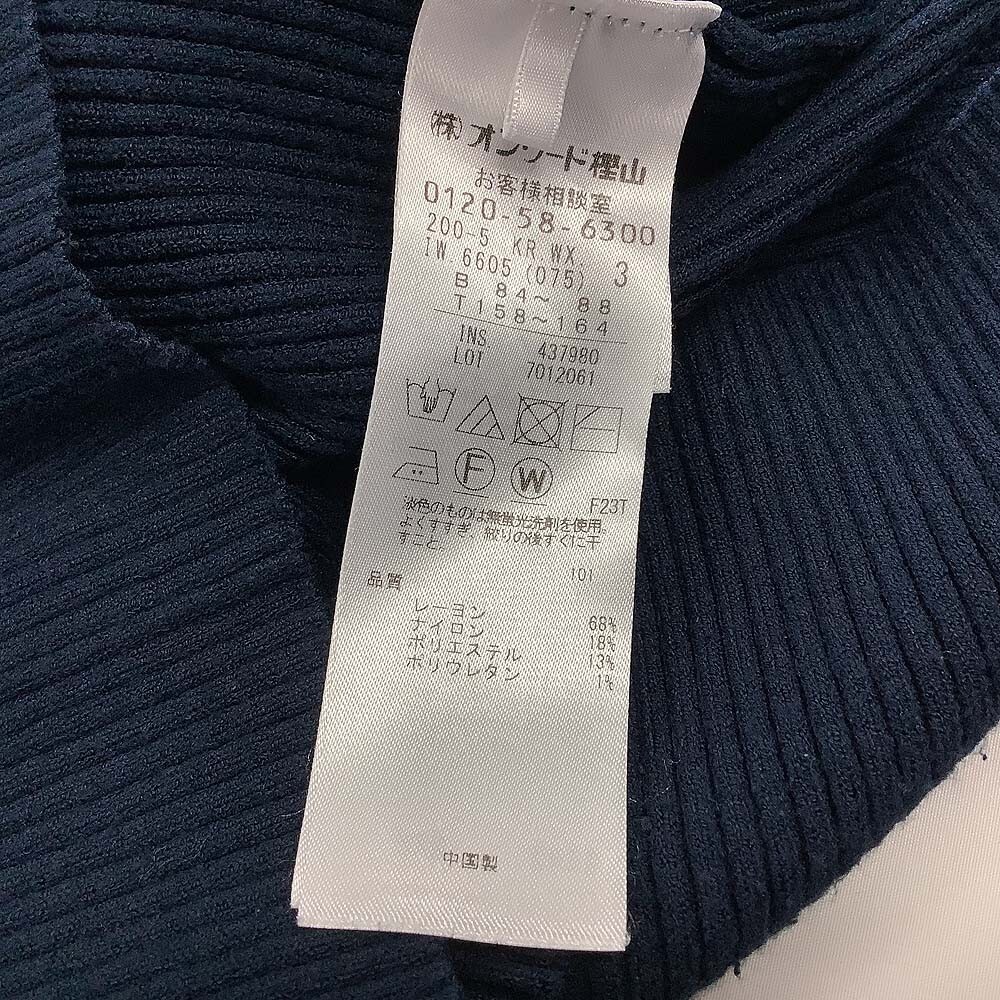 (株)オンワード樫山
お客様相談室
0120-58-6300
200-5 KR WX 3
IW 6605 (075)
B 84~ 88
T 158~164
INS 437980
LOT 7012061
F W
F23T
淡色のものは無蛍光洗剤を使用
よくすすぎ、絞りの後すぐに干
すこと。
101
品質
レーヨン 68%
ナイロン 18%
ポリエステル 13%
ポリウレタン 1%
中国製